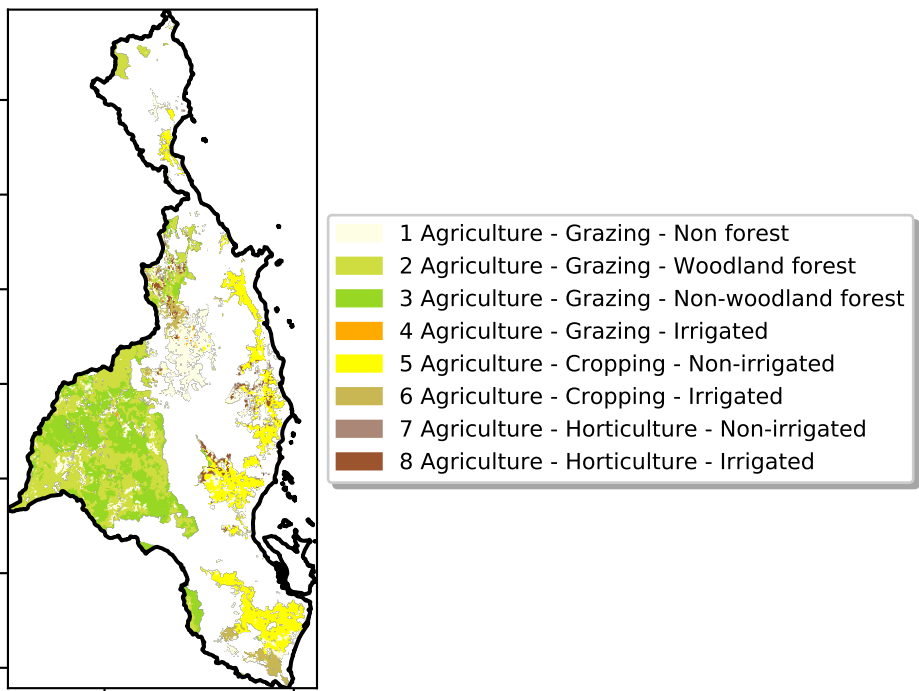 1 Agriculture - Grazing - Non forest
2 Agriculture - Grazing - Woodland forest
3 Agriculture - Grazing - Non-woodland forest
4 Agriculture - Grazing - Irrigated
5 Agriculture - Cropping - Non-irrigated
6 Agriculture - Cropping - Irrigated
7 Agriculture - Horticulture - Non-irrigated
8 Agriculture - Horticulture - Irrigated